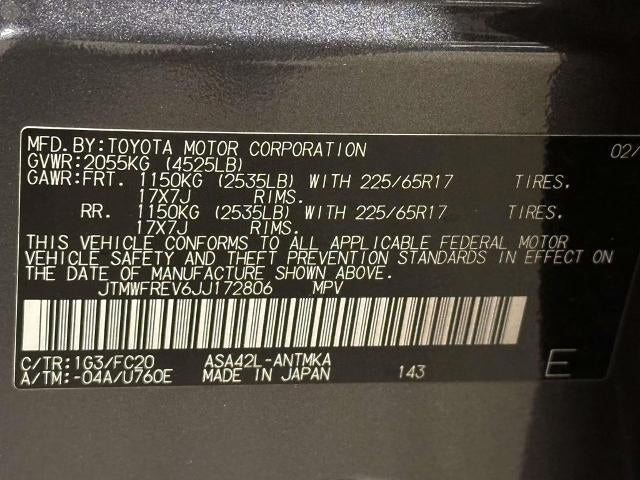 MFD.BY:TOYOTA MOTOR CORPORATION 02/
GVWR:2055KG (4525LB)
GAWR:FRT. 1150KG (2535LB) WITH 225/65R17 TIRES.
17X7J RIMS.
RR. 1150KG (2535LB) WITH 225/65R17 TIRES.
17X7J RIMS.
THIS VEHICLE CONFORMS TO ALL APPLICABLE FEDERAL MOTOR
VEHICLE SAFETY AND THEFT PREVENTION STANDARDS IN EFFECT ON
THE DATE OF MANUFACTURE SHOWN ABOVE.
JTMWFREV6JJ172806 MPV
C/TR:1G3/FC20 ASA42L-ANTMKA
A/TM:-04A/U760E MADE IN JAPAN 143 E